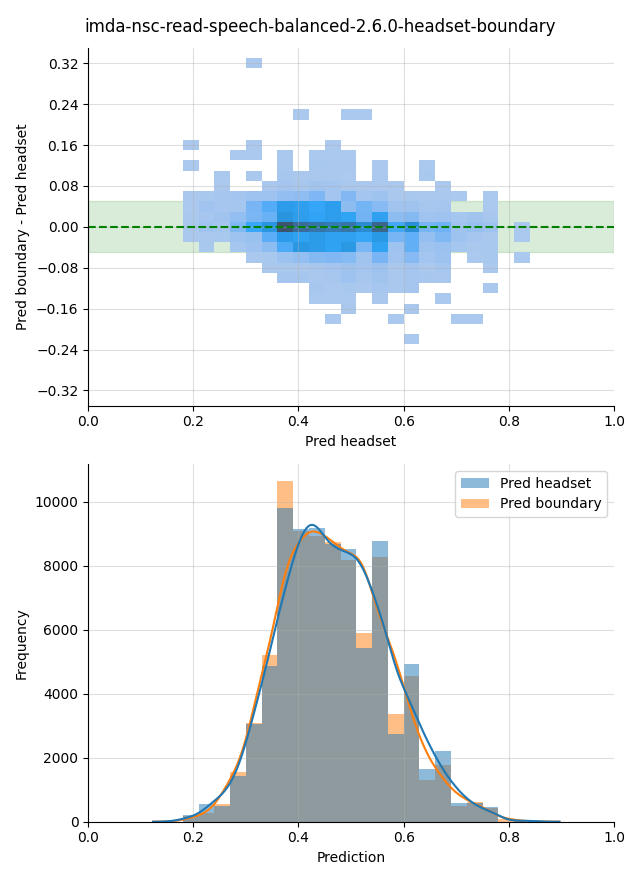 imda-nsc-read-speech-balanced-2.6.0-headset-boundary
0.32
0.24
0.16
0.08
0.00
−0.08
−0.16
−0.24
−0.32
Pred boundary - Pred headset
0.0 0.2 0.4 0.6 0.8 1.0
Pred headset
Pred headset
Pred boundary
10000
8000
6000
4000
2000
0
Frequency
0.0 0.2 0.4 0.6 0.8 1.0
Prediction